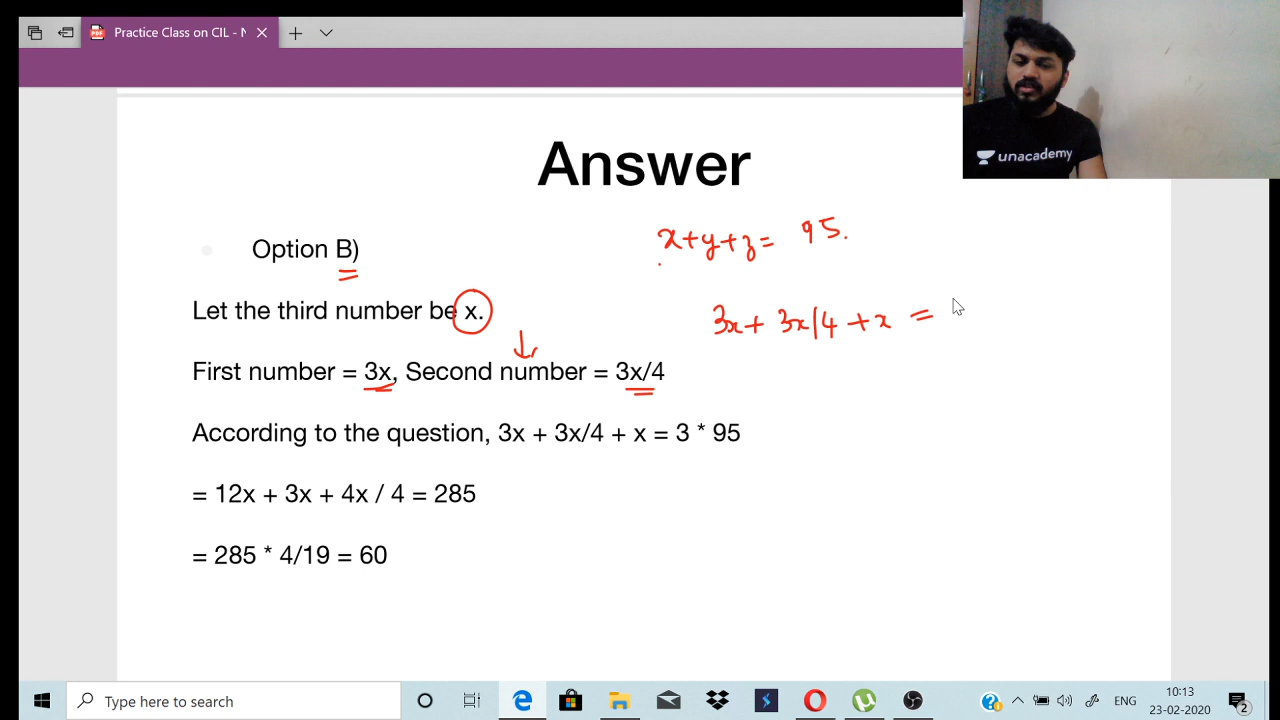 Practice Class on CIL - N
unacademy
Answer
x+y+z= 95.
Option B)
Let the third number be x.
3x+ 3x/4 +x =
First number = 3x, Second number = 3x/4
According to the question, 3x + 3x/4 + x = 3 * 95
= 12x + 3x + 4x / 4 = 285
= 285 * 4/19 = 60
Type here to search
ENG
10:13
23-02-2020
2